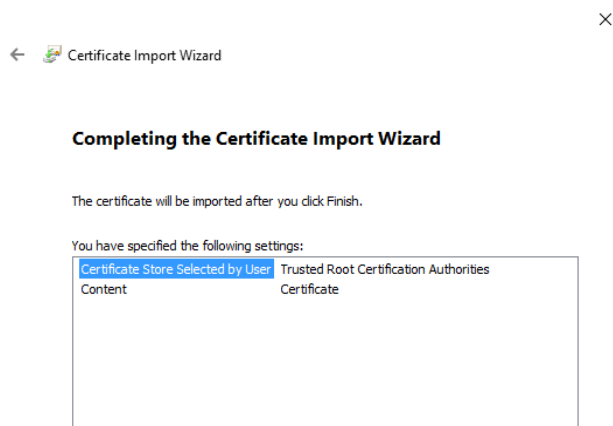 Certificate Import Wizard
Completing the Certificate Import Wizard
The certificate will be imported after you click Finish.
You have specified the following settings:
Certificate Store Selected by User Trusted Root Certification Authorities
Content Certificate